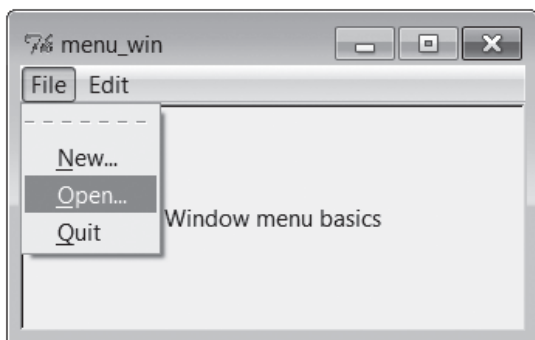 menu_win
File Edit
New...
Open...
Quit
Window menu basics